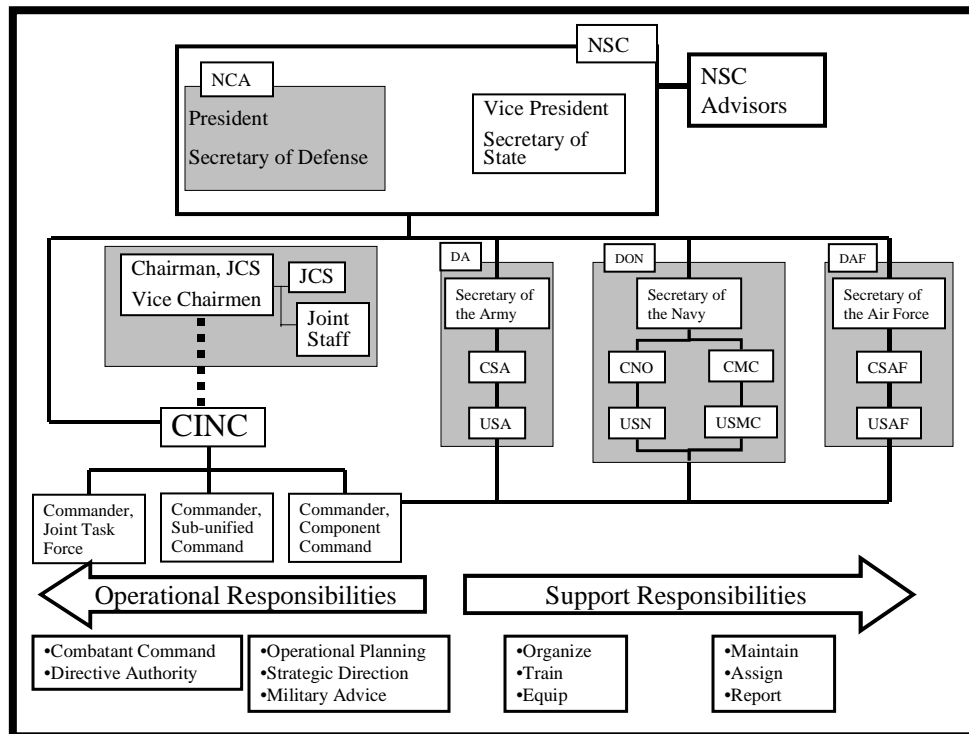 NSC
NCA
President
Secretary of Defense
Vice President
Secretary of
State
NSC
Advisors
Chairman, JCS
Vice Chairmen
JCS
Joint
Staff
CINC
DA
Secretary of
the Army
CSA
USA
DON
Secretary of
the Navy
CNO
CMC
USN
USMC
DAF
Secretary of
the Air Force
CSAF
USAF
Commander,
Joint Task
Force
Commander,
Sub-unified
Command
Commander,
Component
Command
Operational Responsibilities
Support Responsibilities
•Combatant Command
•Directive Authority
•Operational Planning
•Strategic Direction
•Military Advice
•Organize
•Train
•Equip
•Maintain
•Assign
•Report